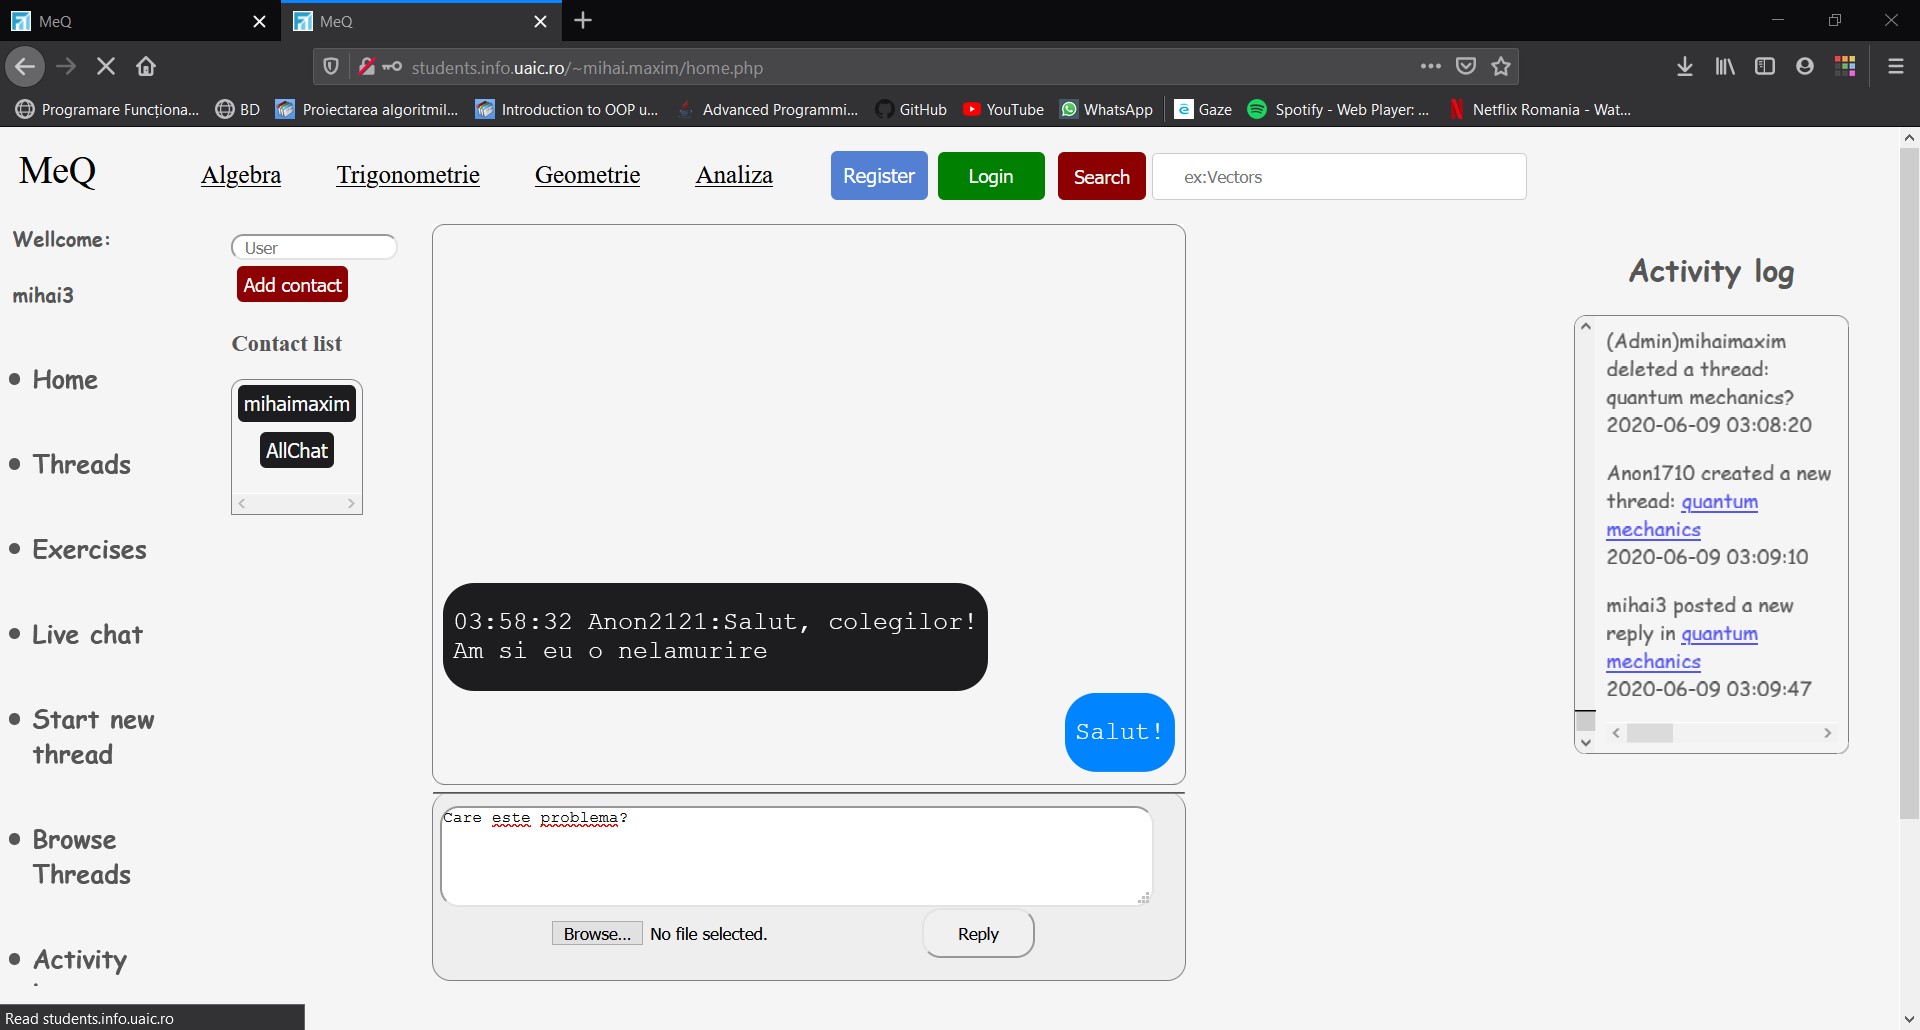 MeQ
MeQ
students.info.uaic.ro/~mihai.maxim/home.php
Programare Funcționa...
BD
Proiectarea algoritmil...
Introduction to OOP u...
Advanced Programmi...
GitHub
YouTube
WhatsApp
Gaze
Spotify - Web Player: ...
Netflix Romania - Wat...
MeQ
Algebra
Trigonometrie
Geometrie
Analiza
Register
Login
Search
ex:Vectors
Wellcome:
mihai3
Home
Threads
Exercises
Live chat
Start new
thread
Browse
Threads
Activity
User
Add contact
Contact list
mihaimaxim
AllChat
03:58:32 Anon2121:Salut, colegilor!
Am si eu o nelamurire
Salut!
Care este problema?
Browse...
No file selected.
Reply
Activity log
(Admin)mihaimaxim
deleted a thread:
quantum mechanics?
2020-06-09 03:08:20
Anon1710 created a new
thread: quantum
mechanics
2020-06-09 03:09:10
mihai3 posted a new
reply in quantum
mechanics
2020-06-09 03:09:47
Read students.info.uaic.ro